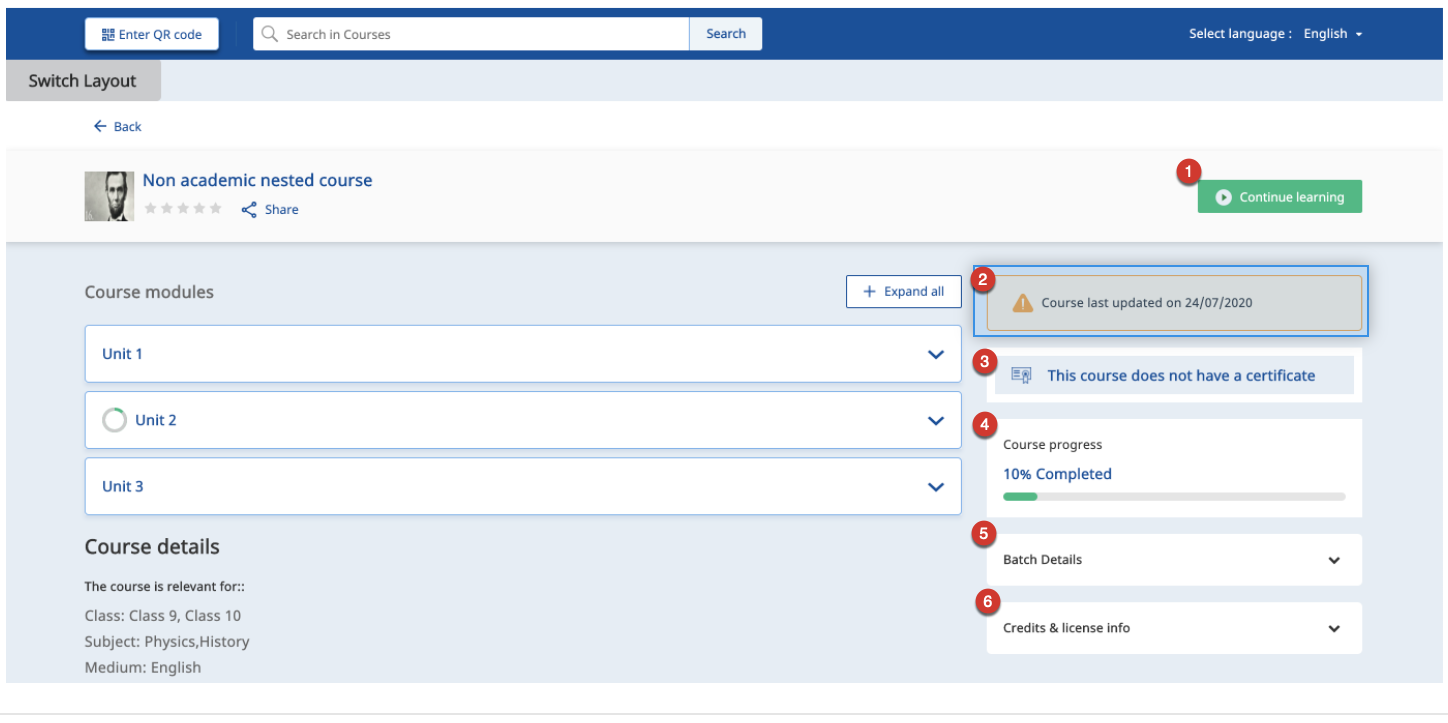 Enter QR code
Search in Courses
Search
Select language : English
Switch Layout
Back
Non academic nested course
Share
1
Continue learning
Course modules
+ Expand all
2
Course last updated on 24/07/2020
Unit 1
3
This course does not have a certificate
Unit 2
4
Course progress
10% Completed
Unit 3
5
Batch Details
Course details
The course is relevant for::
Class: Class 9, Class 10
Subject: Physics,History
Medium: English
6
Credits & license info